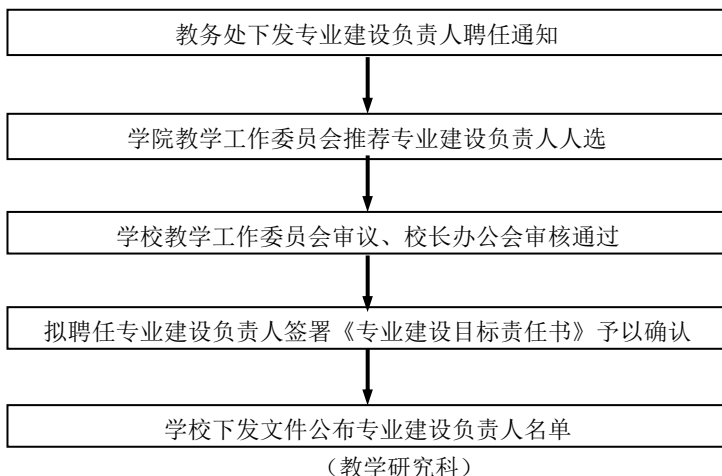 教务处下发专业建设负责人聘任通知
学院教学工作委员会推荐专业建设负责人人选
学校教学工作委员会审议、校长办公会审核通过
拟聘任专业建设负责人签署《专业建设目标责任书》予以确认
学校下发文件公布专业建设负责人名单
（教学研究科）